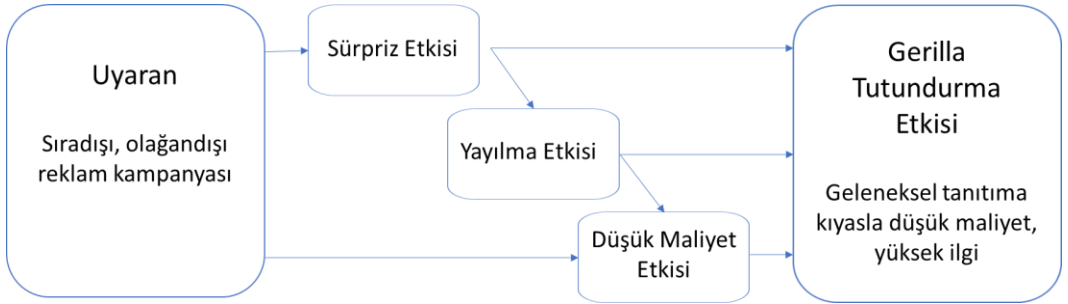 Uyaran
Sıradışı, olağandışı
reklam kampanyası
Sürpriz Etkisi
Yayılma Etkisi
Düşük Maliyet
Etkisi
Gerilla
Tutundurma
Etkisi
Geleneksel tanıtıma
kıyasla düşük maliyet,
yüksek ilgi